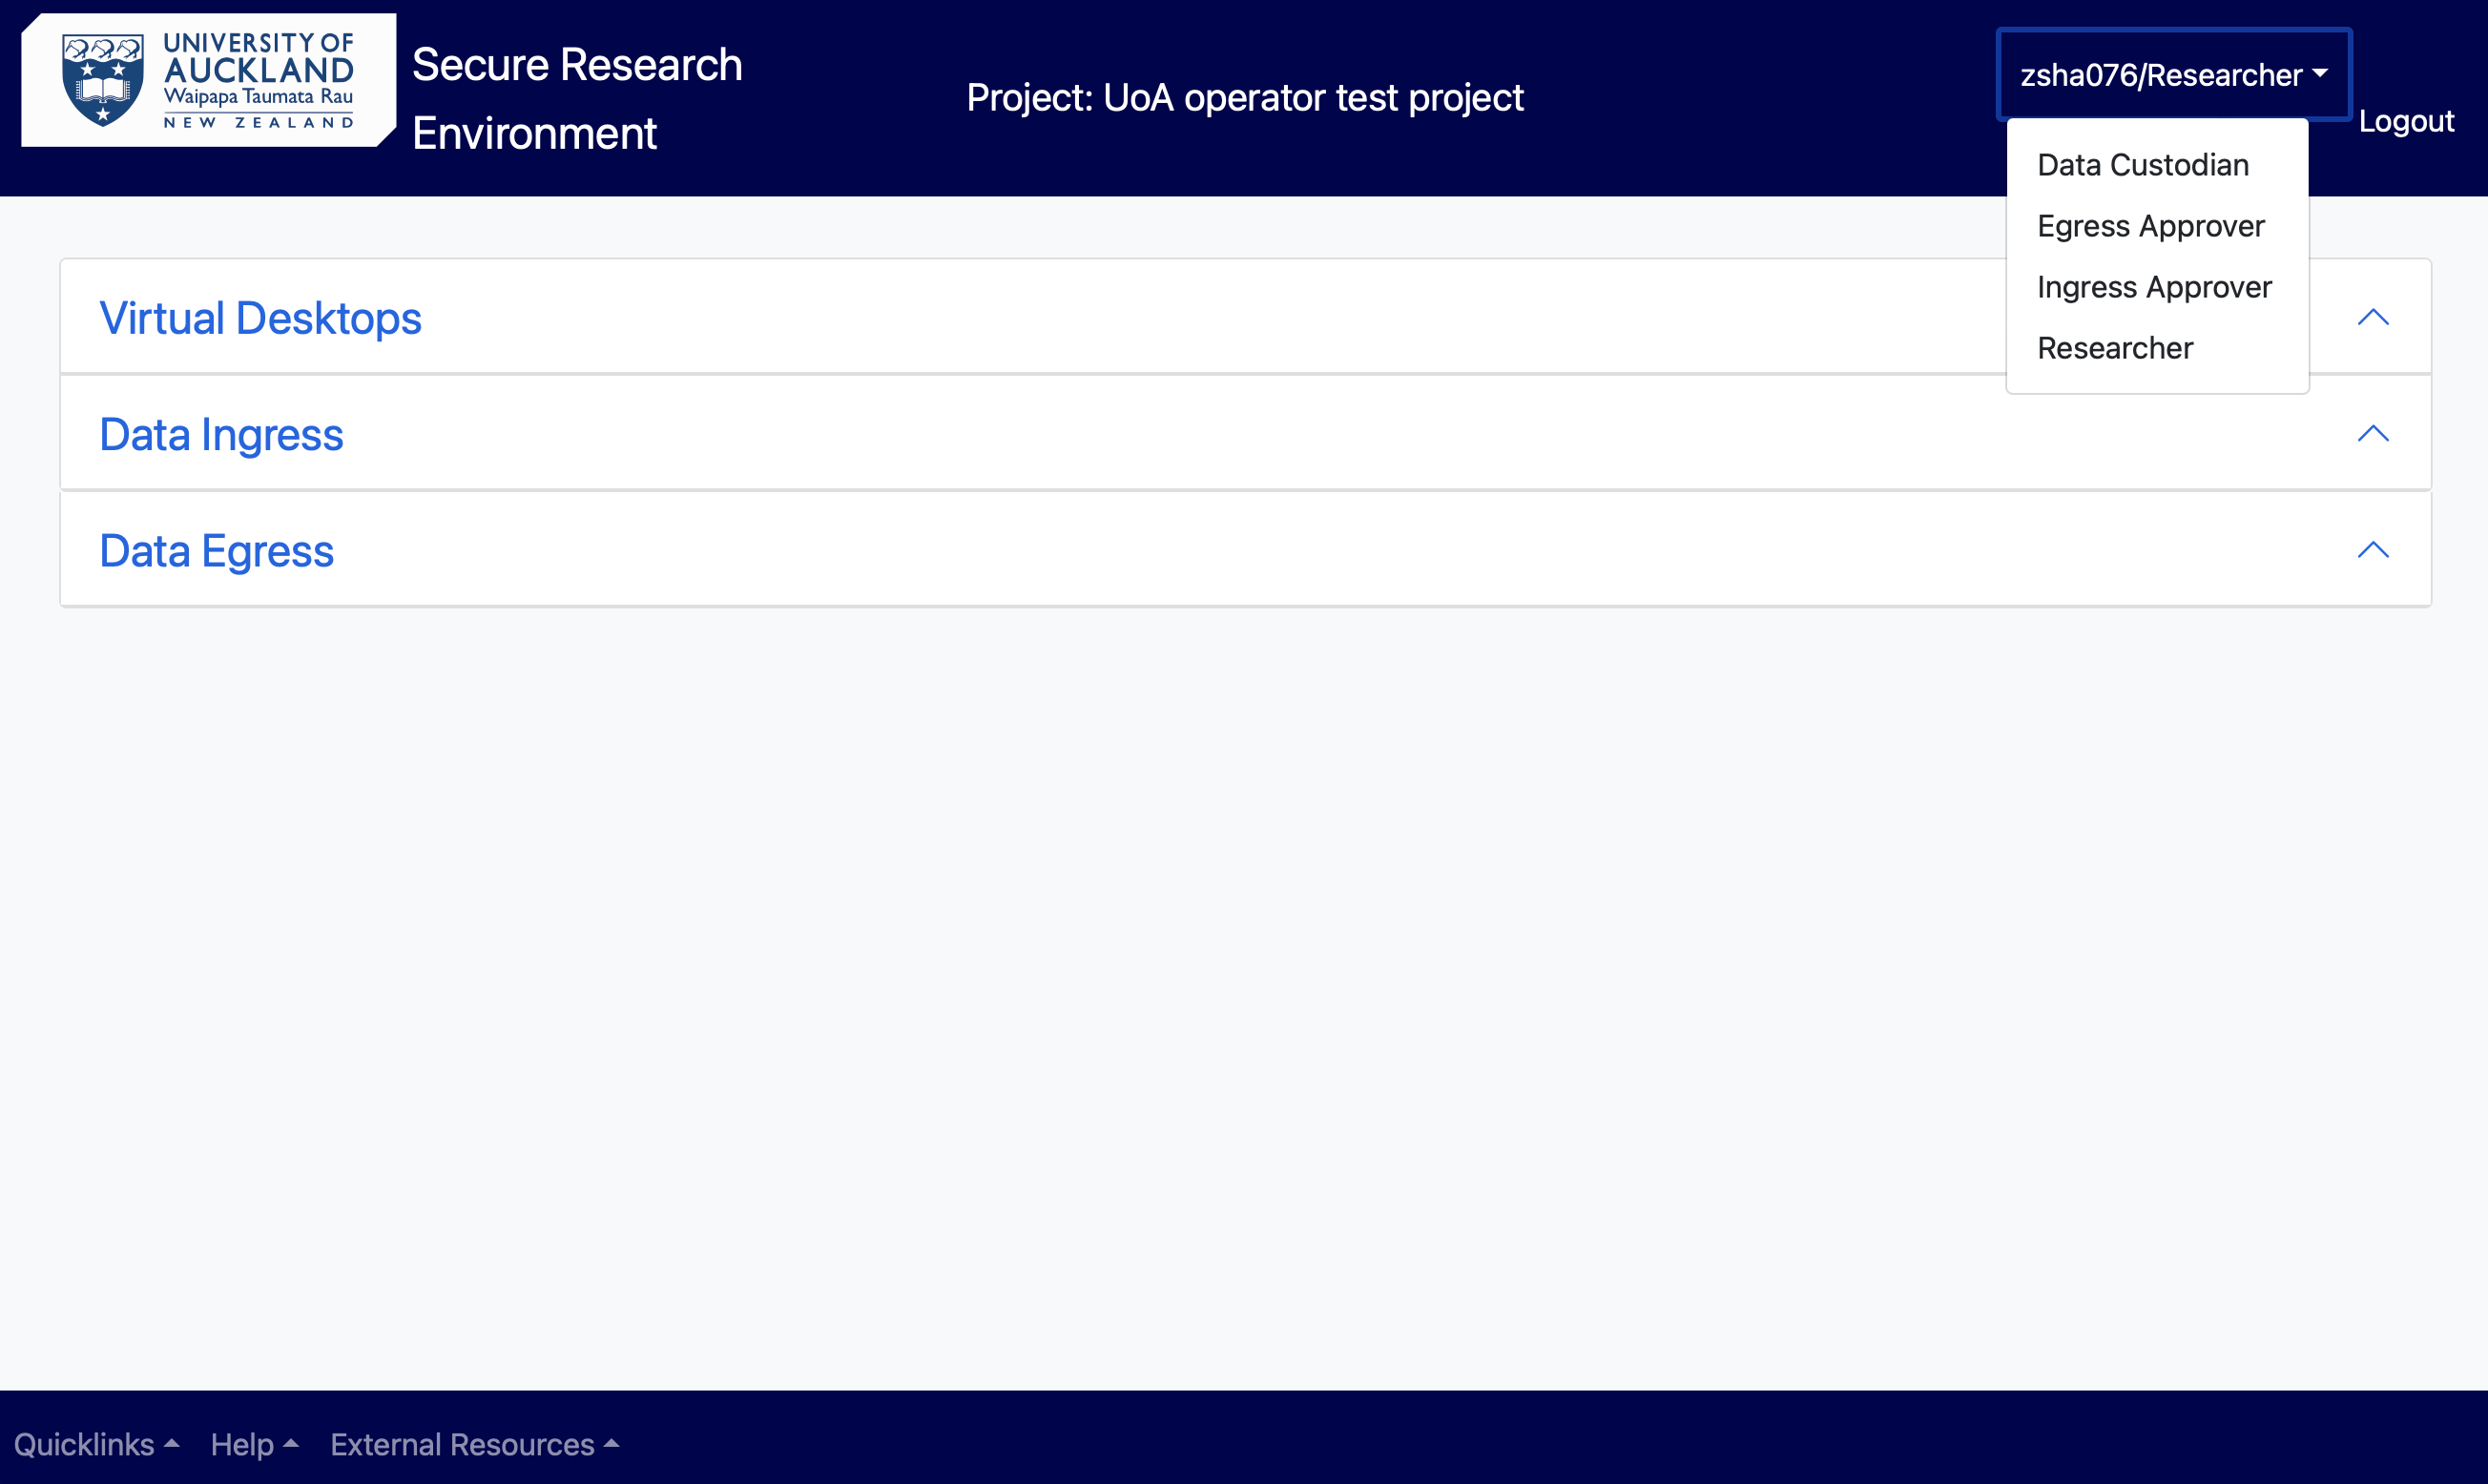 UNIVERSITY OF
AUCKLAND
Waipapa Taumata Rau
NEW ZEALAND
Secure Research
Environment
Project: UoA operator test project
zsha076/Researcher
Logout
Data Custodian
Egress Approver
Ingress Approver
Researcher
Virtual Desktops
Data Ingress
Data Egress
Quicklinks
Help
External Resources